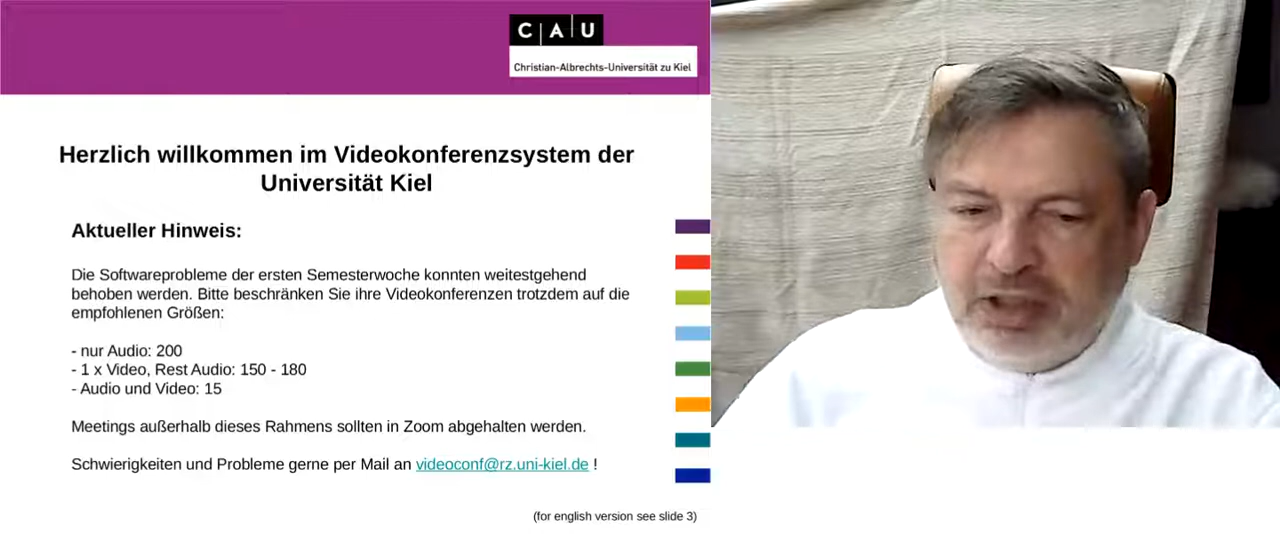 C A U
Christian-Albrechts-Universität zu Kiel
Herzlich willkommen im Videokonferenzsystem der
Universität Kiel
Aktueller Hinweis:
Die Softwareprobleme der ersten Semesterwoche konnten weitestgehend
behoben werden. Bitte beschränken Sie ihre Videokonferenzen trotzdem auf die
empfohlenen Größen:
- nur Audio: 200
- 1 x Video, Rest Audio: 150 - 180
- Audio und Video: 15
Meetings außerhalb dieses Rahmens sollten in Zoom abgehalten werden.
Schwierigkeiten und Probleme gerne per Mail an videoconf@rz.uni-kiel.de !
(for english version see slide 3)